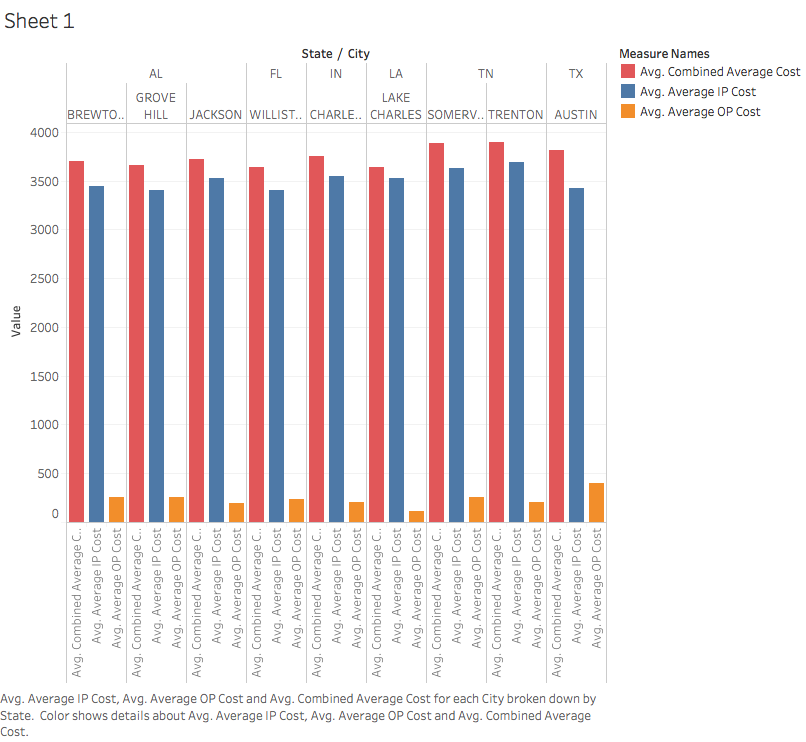 Sheet 1
State / City
Measure Names
AL FL IN LA TN TX
Avg. Combined Average Cost
Avg. Average IP Cost
Avg. Average OP Cost
GROVE LAKE
BREWTO.. HILL JACKSON WILLIST.. CHARLE.. CHARLES SOMERV.. TRENTON AUSTIN
4000
3500
3000
2500
2000
1500
1000
500
0
Value
Avg. Combined Average C..
Avg. Average IP Cost
Avg. Average OP Cost
Avg. Combined Average C..
Avg. Average IP Cost
Avg. Average OP Cost
Avg. Combined Average C..
Avg. Average IP Cost
Avg. Average OP Cost
Avg. Combined Average C..
Avg. Average IP Cost
Avg. Average OP Cost
Avg. Combined Average C..
Avg. Average IP Cost
Avg. Average OP Cost
Avg. Combined Average C..
Avg. Average IP Cost
Avg. Average OP Cost
Avg. Combined Average C..
Avg. Average IP Cost
Avg. Average OP Cost
Avg. Combined Average C..
Avg. Average IP Cost
Avg. Average OP Cost
Avg. Combined Average C..
Avg. Average IP Cost
Avg. Average OP Cost
Avg. Average IP Cost, Avg. Average OP Cost and Avg. Combined Average Cost for each City broken down by
State. Color shows details about Avg. Average IP Cost, Avg. Average OP Cost and Avg. Combined Average
Cost.